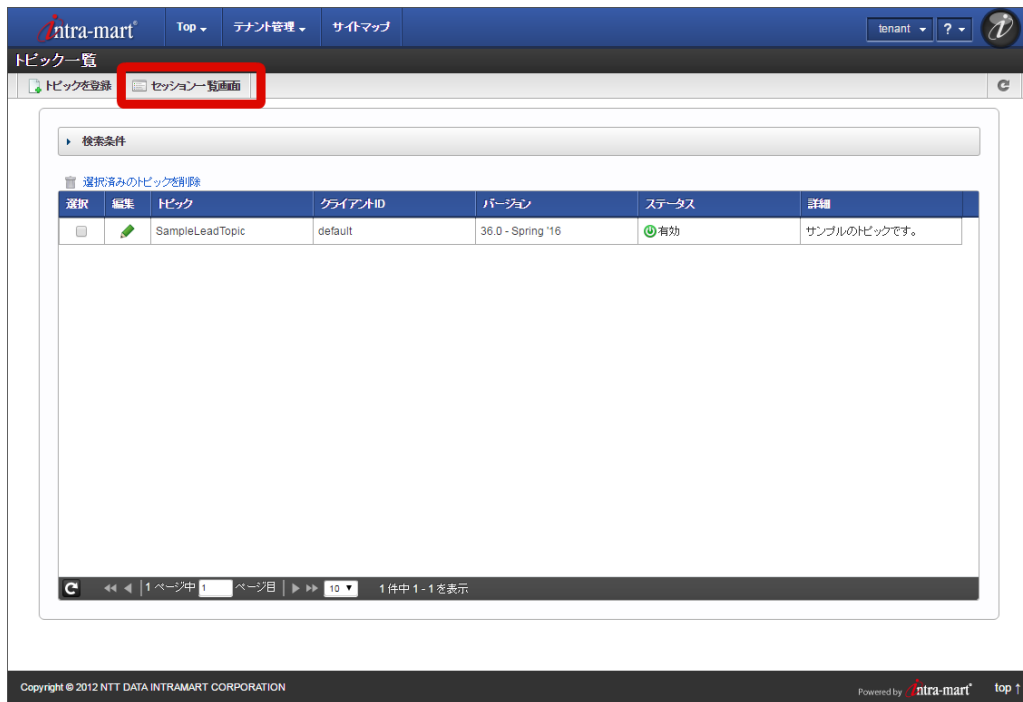 intra-mart® Top テナント管理 サイトマップ tenant ?
トピック一覧
トピックを登録 セッション一覧画面
検索条件
選択済みのトピックを削除
選択 編集 トピック クライアントID バージョン ステータス 詳細
SampleLeadTopic default 36.0 - Spring '16 有効 サンプルのトピックです。
1 ページ中 1 ページ目 10 1 件中 1 - 1 を表示
Copyright © 2012 NTT DATA INTRAMART CORPORATION Powered by intra-mart® top ↑